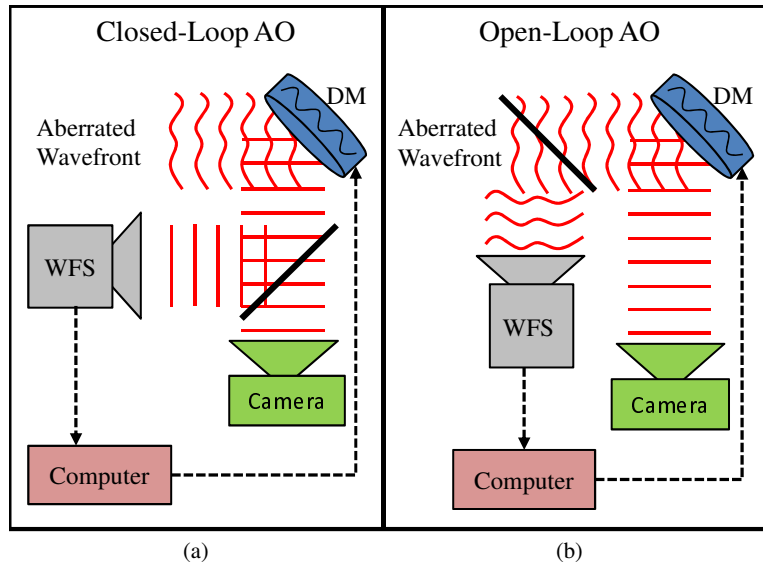 Closed-Loop AO
DM
Aberrated
Wavefront
WFS
Camera
Computer
(a)
Open-Loop AO
DM
Aberrated
Wavefront
WFS
Camera
Computer
(b)